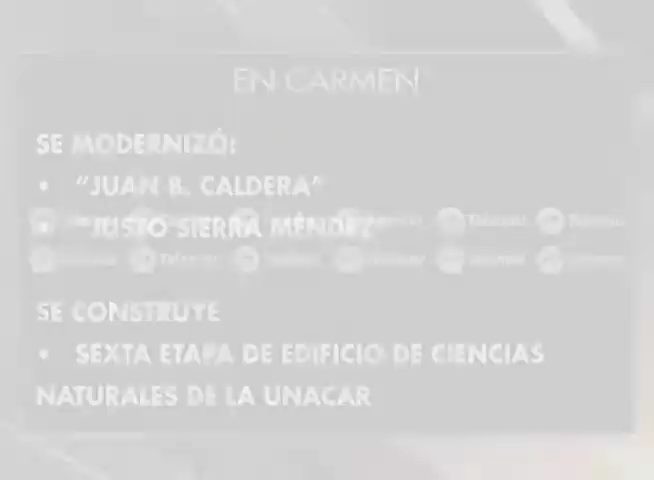 EN CARMEN
SE MODERNIZÓ:
• "JUAN B. CALDERA"
• "JUSTO SIERRA MÉNDEZ"
SE CONSTRUYE
• SEXTA ETAPA DE EDIFICIO DE CIENCIAS
NATURALES DE LA UNACAR